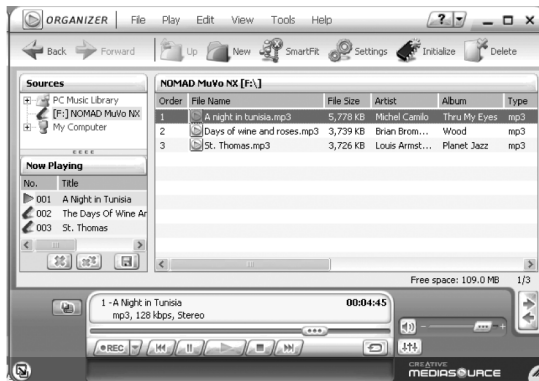 ORGANIZER File Play Edit View Tools Help ?
Back Forward Up New SmartFit Settings Initialize Delete
Sources
PC Music Library
[F:] NOMAD MuVo NX
My Computer
Now Playing
No. Title
001 A Night in Tunisia
002 The Days Of Wine Ar
003 St. Thomas
NOMAD MuVo NX [F:\]
Order File Name File Size Artist Album Type
1 A night in tunisia.mp3 5,778 KB Michel Camilo Thru My Eyes mp3
2 Days of wine and roses.mp3 3,739 KB Brian Brom... Wood mp3
3 St. Thomas.mp3 3,726 KB Louis Armst... Planet Jazz mp3
Free space: 109.0 MB 1/3
1 -A Night in Tunisia 00:04:45
mp3, 128 kbps, Stereo
REC
CREATIVE
MEDIASOURCE